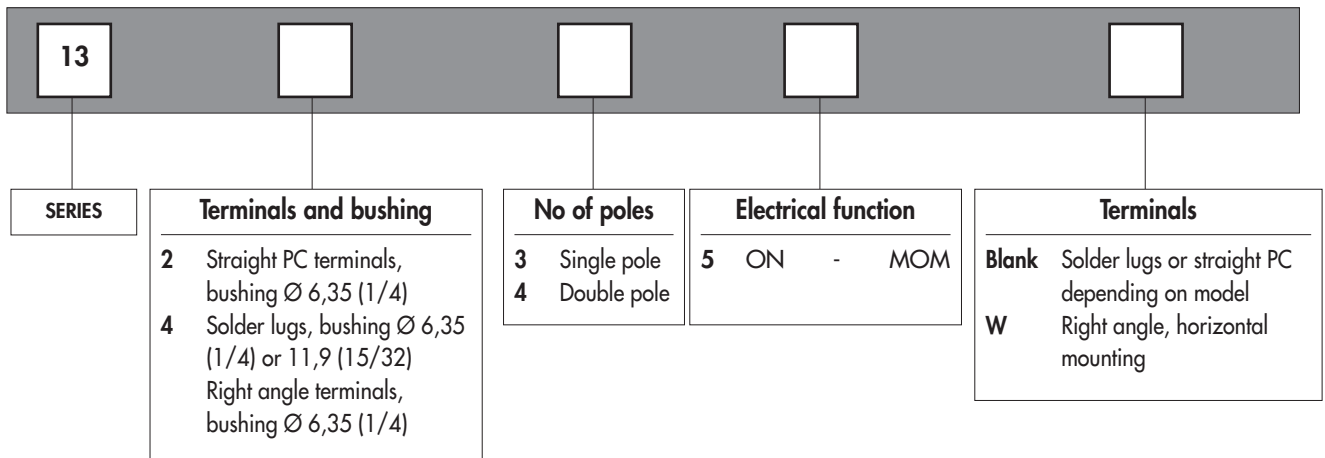 13
SERIES
Terminals and bushing
2 Straight PC terminals,
bushing Ø 6,35 (1/4)
4 Solder lugs, bushing Ø 6,35
(1/4) or 11,9 (15/32)
Right angle terminals,
bushing Ø 6,35 (1/4)
No of poles
3 Single pole
4 Double pole
Electrical function
5 ON - MOM
Terminals
Blank Solder lugs or straight PC
depending on model
W Right angle, horizontal
mounting